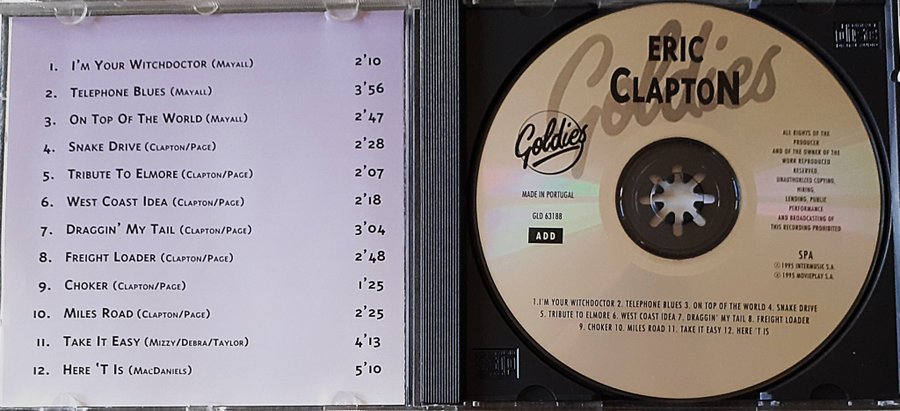 1. I'm Your Witchdoctor (Mayall) 2'10
2. Telephone Blues (Mayall) 3'56
3. On Top Of The World (Mayall) 2'47
4. Snake Drive (Clapton/Page) 2'28
5. Tribute To Elmore (Clapton/Page) 2'07
6. West Coast Idea (Clapton/Page) 2'18
7. Draggin' My Tail (Clapton/Page) 3'04
8. Freight Loader (Clapton/Page) 2'48
9. Choker (Clapton/Page) 1'25
10. Miles Road (Clapton/Page) 2'25
11. Take It Easy (Mizzy/Debra/Taylor) 4'13
12. Here 'T Is (MacDaniels) 5'10
Goldies
ERIC
CLAPTON
Goldies
MADE IN PORTUGAL
GLD 63188
ADD
ALL RIGHTS OF THE
PRODUCER
AND OF THE OWNER OF THE
WORK REPRODUCED
RESERVED.
UNAUTHORIZED COPYING,
HIRING,
LENDING, PUBLIC
PERFORMANCE
AND BROADCASTING OF
THIS RECORDING PROHIBITED
SPA
℗ 1995 INTERMUSIC S.A.
© 1995 MOVIEPLAY S.A.
1.I'M YOUR WITCHDOCTOR 2. TELEPHONE BLUES 3. ON TOP OF THE WORLD 4. SNAKE DRIVE
5. TRIBUTE TO ELMORE 6. WEST COAST IDEA 7. DRAGGIN' MY TAIL 8. FREIGHT LOADER
9. CHOKER 10. MILES ROAD 11. TAKE IT EASY 12. HERE 'T IS
COMPACT
disc
DIGITAL AUDIO